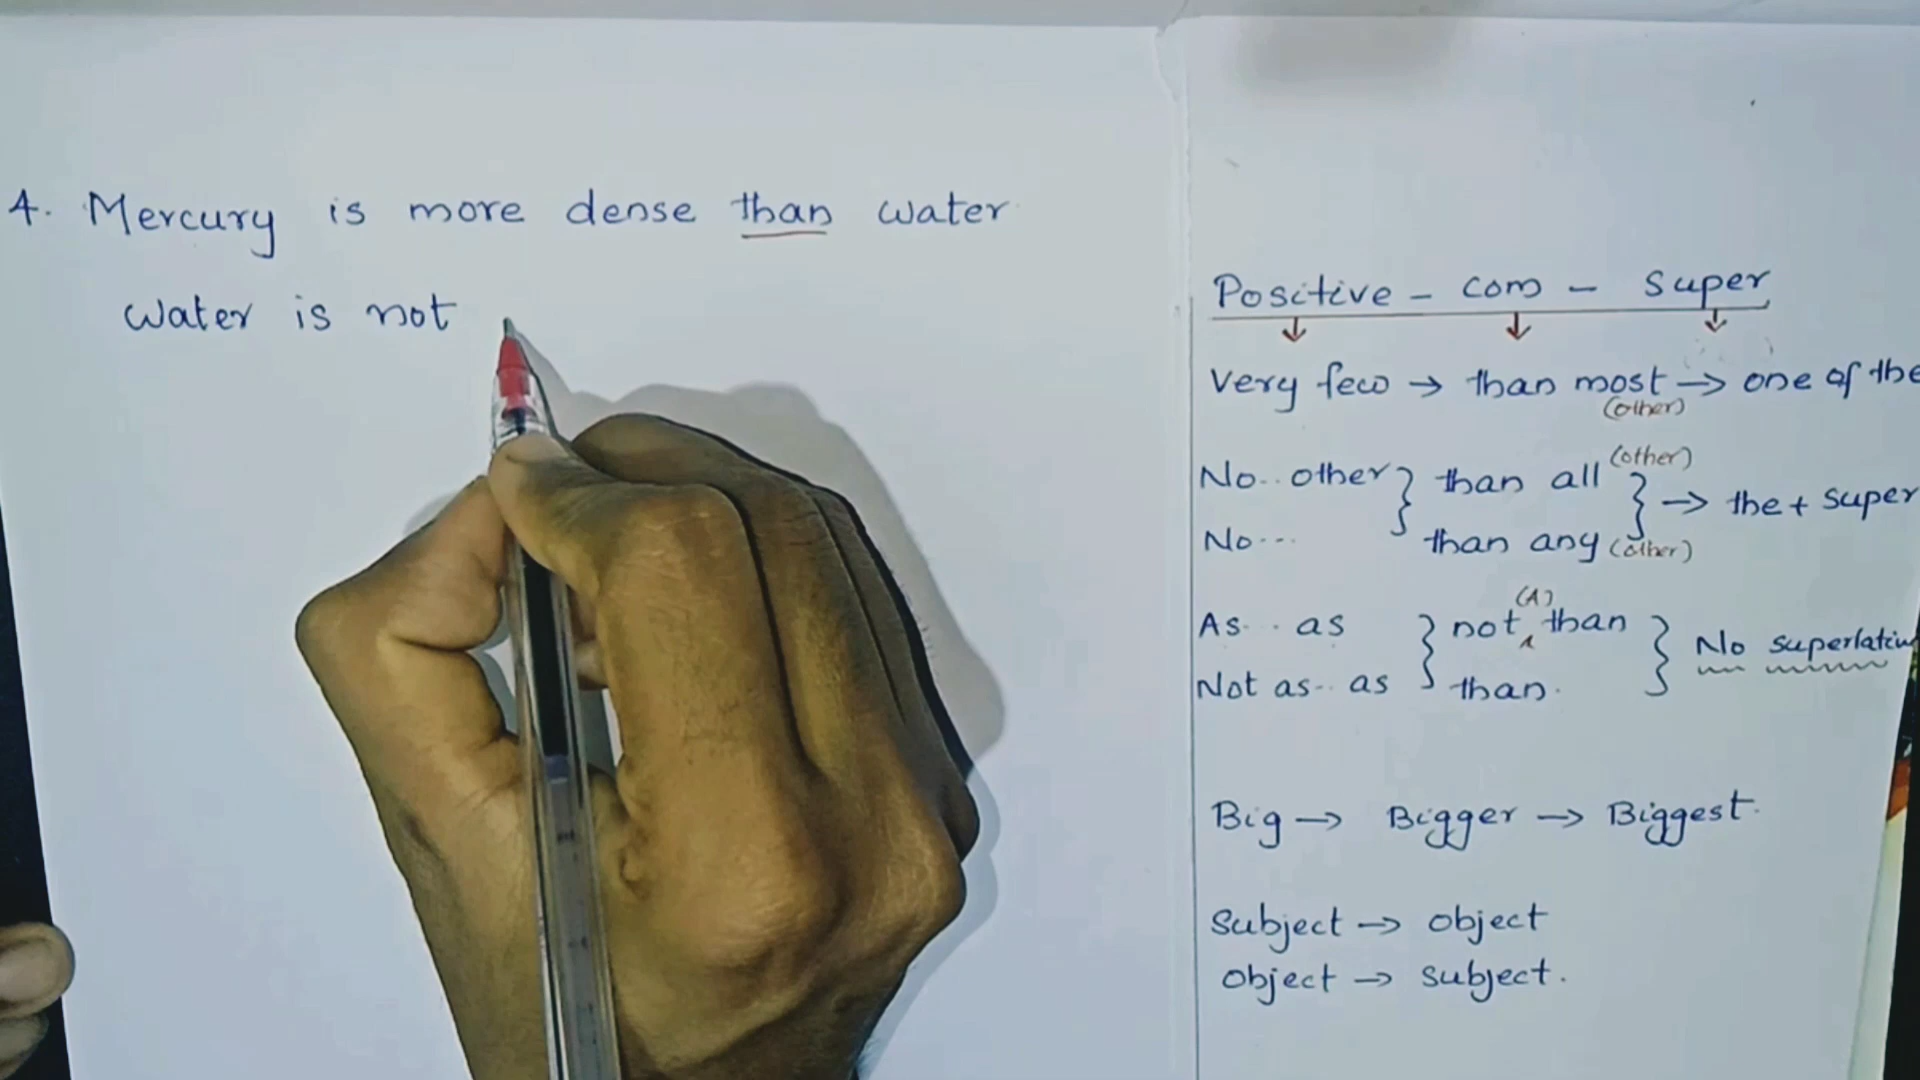 4. Mercury is more dense than water
Water is not
Positive - com - super
Very few → than most → one of the
(other)
No.. other } than all (other) } → the + super
No... than any (other)
(A)
As... as } not ʌ than } No superlativ
Not as.. as than.
Big → Bigger → Biggest.
Subject → object
object → subject.